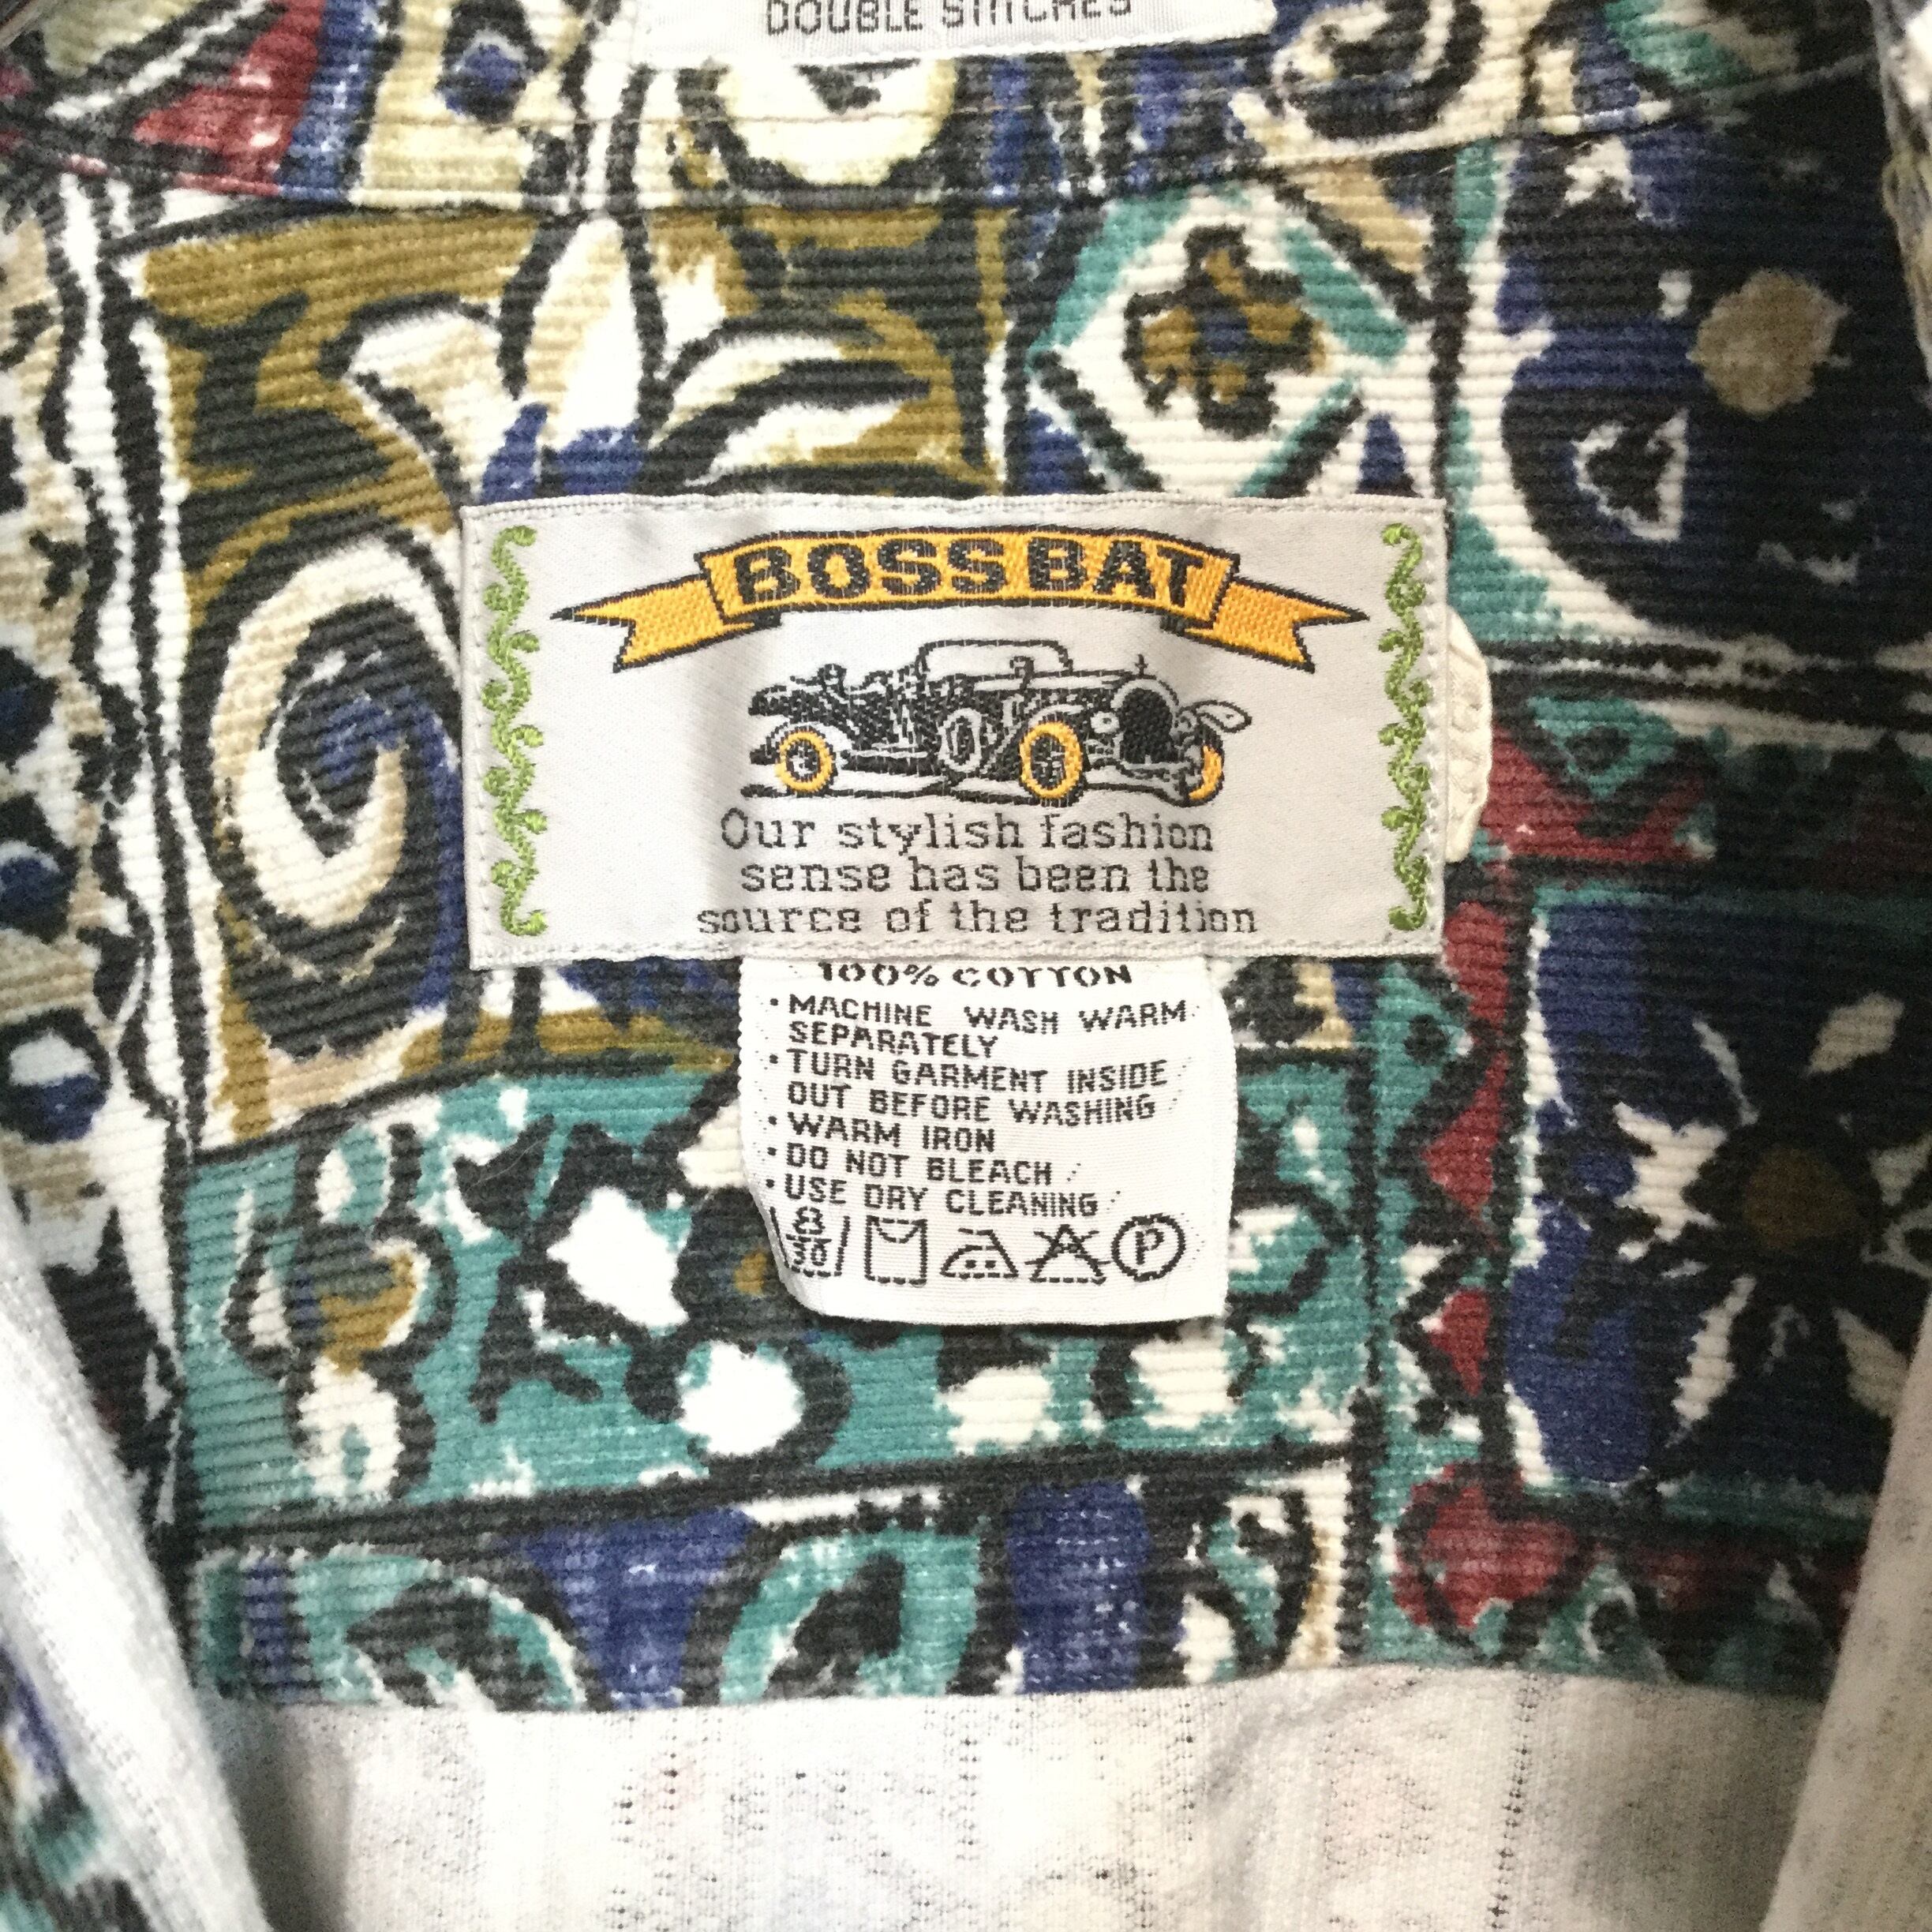 DOUBLE STITCHES
BOSS BAT
Our stylish fashion
sense has been the
source of the tradition
100% COTTON
• MACHINE WASH WARM
SEPARATELY
• TURN GARMENT INSIDE
OUT BEFORE WASHING
• WARM IRON
• DO NOT BLEACH
• USE DRY CLEANING
8
30
P